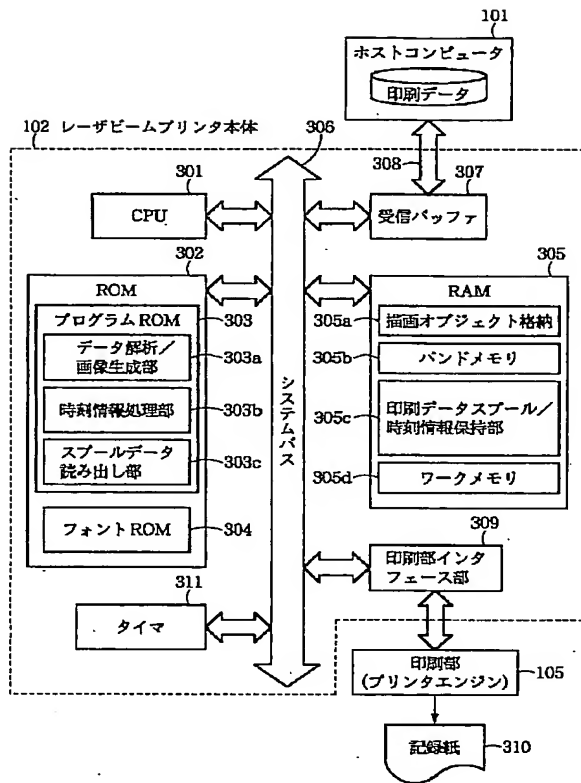 101
ホストコンピュータ
印刷データ
102 レーザビームプリンタ本体
306
308
307
301
CPU
受信バッファ
302
ROM
305
RAM
プログラムROM
303
305a
描画オブジェクト格納
データ解析/
画像生成部
303a
305b
バンドメモリ
時刻情報処理部
303b
システムバス
305c
印刷データスプール/
時刻情報保持部
スプールデータ
読み出し部
303c
305d
ワークメモリ
フォントROM
304
309
印刷部インタ
フェース部
311
タイマ
印刷部
(プリンタエンジン)
105
記録紙
310